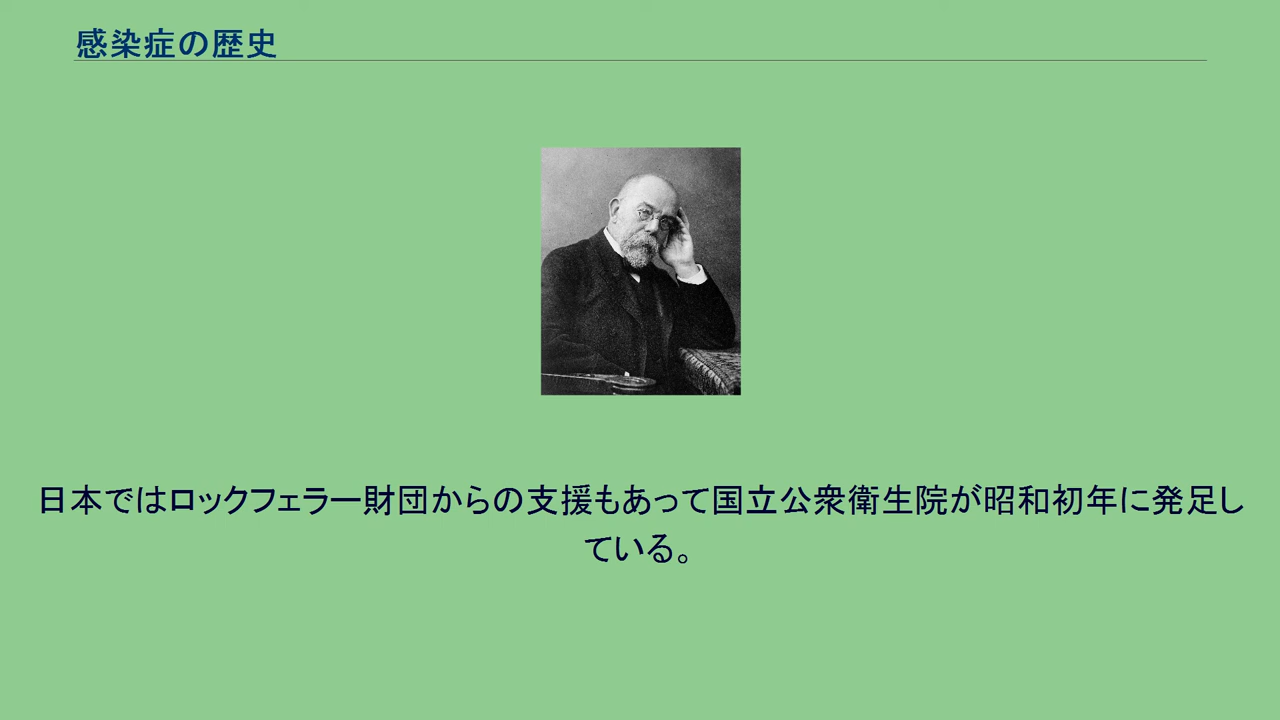 感染症の歴史
日本ではロックフェラー財団からの支援もあって国立公衆衛生院が昭和初年に発足し
ている。